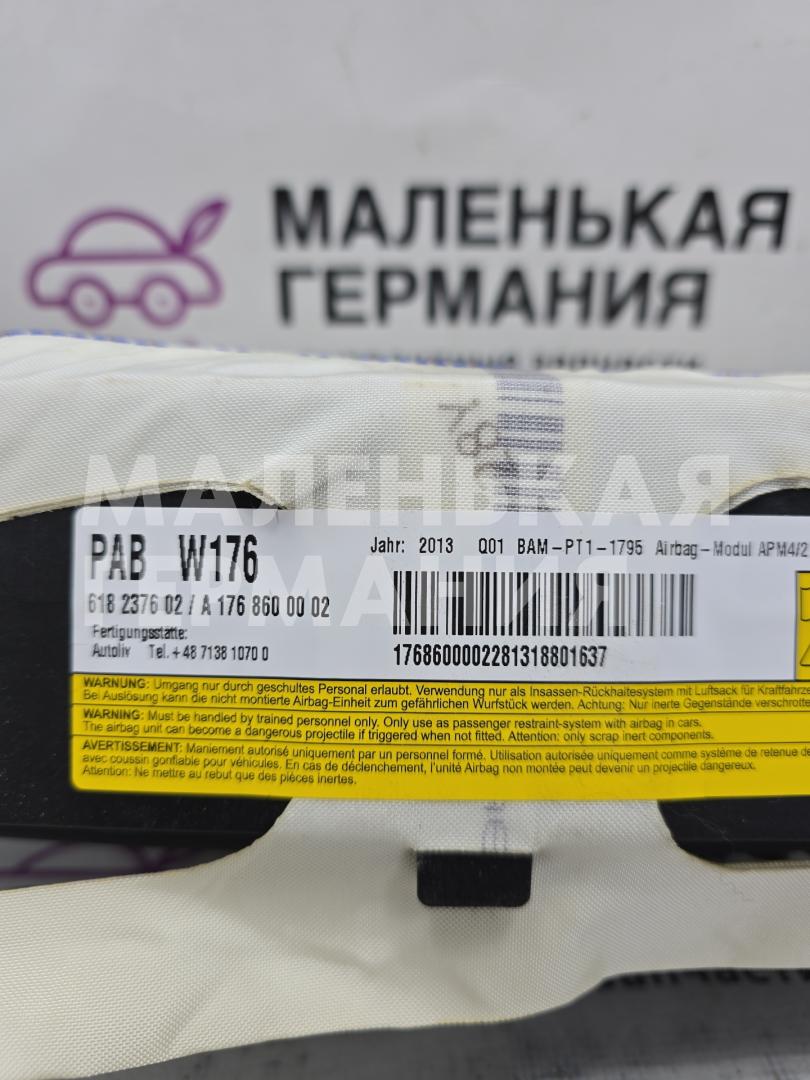 МАЛЕНЬКАЯ
ГЕРМАНИЯ
МАЛЕНЬКАЯ
ГЕРМАНИЯ
PAB W176
Jahr: 2013 Q01 BAM-PT1-1795 Airbag-Modul APM4/2
618 2376 02 / A 176 860 00 02
Fertigungsstätte:
Autoliv Tel. +48 7138 1070 0
1768600002281318801637
WARNUNG: Umgang nur durch geschultes Personal erlaubt. Verwendung nur als Insassen-Rückhaltesystem mit Luftsack für Kraftfahrze
Bei Auslösung kann die nicht montierte Airbag-Einheit zum gefährlichen Wurfstück werden. Achtung: Nur inerte Gegenstände verschrotte
WARNING: Must be handled by trained personnel only. Only use as passenger restraint-system with airbag in cars.
The airbag unit can become a dangerous projectile if triggered when not fitted. Attention: only scrap inert components.
AVERTISSEMENT: Maniement autorisé uniquement par un personnel formé. Utilisation autorisée uniquement comme système de retenue de
avec coussin gonflable pour véhicules. En cas de déclenchement, l'unité Airbag non montée peut devenir un projectile dangereux.
Attention: Ne mettre au rebut que des pièces inertes.